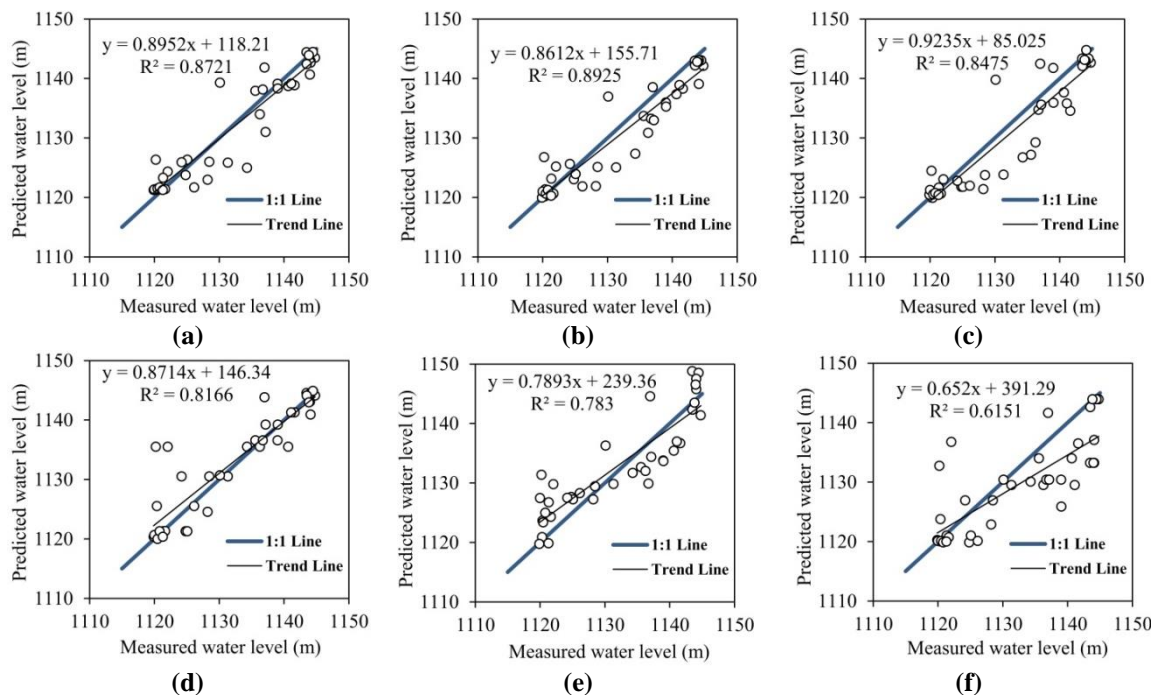 1150
y = 0.8952x + 118.21
R² = 0.8721
1140
1130
1120
1110
Predicted water level (m)
1:1 Line
Trend Line
1110 1120 1130 1140 1150
Measured water level (m)
(a)
1150
y = 0.8612x + 155.71
R² = 0.8925
1140
1130
1120
1110
Predicted water level (m)
1:1 Line
Trend Line
1110 1120 1130 1140 1150
Measured water level (m)
(b)
1150
y = 0.9235x + 85.025
R² = 0.8475
1140
1130
1120
1110
Predicted water level (m)
1:1 Line
Trend Line
1110 1120 1130 1140 1150
Measured water level (m)
(c)
1150
y = 0.8714x + 146.34
R² = 0.8166
1140
1130
1120
1110
Predicted water level (m)
1:1 Line
Trend Line
1110 1120 1130 1140 1150
Measured water level (m)
(d)
1150
y = 0.7893x + 239.36
R² = 0.783
1140
1130
1120
1110
Predicted water level (m)
1:1 Line
Trend Line
1110 1120 1130 1140 1150
Measured water level (m)
(e)
1150
y = 0.652x + 391.29
R² = 0.6151
1140
1130
1120
1110
Predicted water level (m)
1:1 Line
Trend Line
1110 1120 1130 1140 1150
Measured water level (m)
(f)